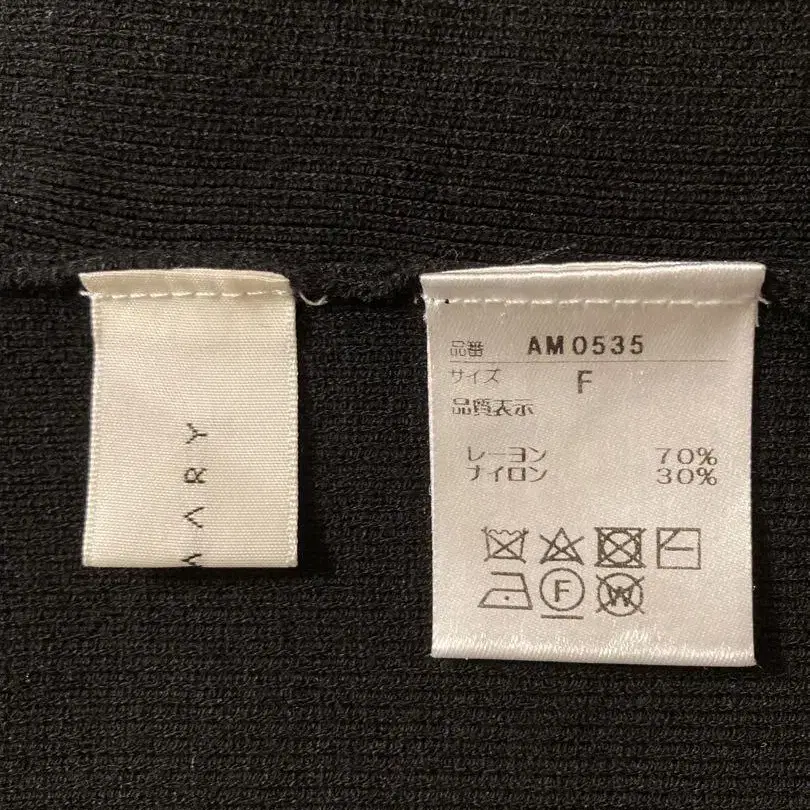 MARY
品番 AM0535
サイズ F
品質表示
レーヨン 70%
ナイロン 30%
F
W